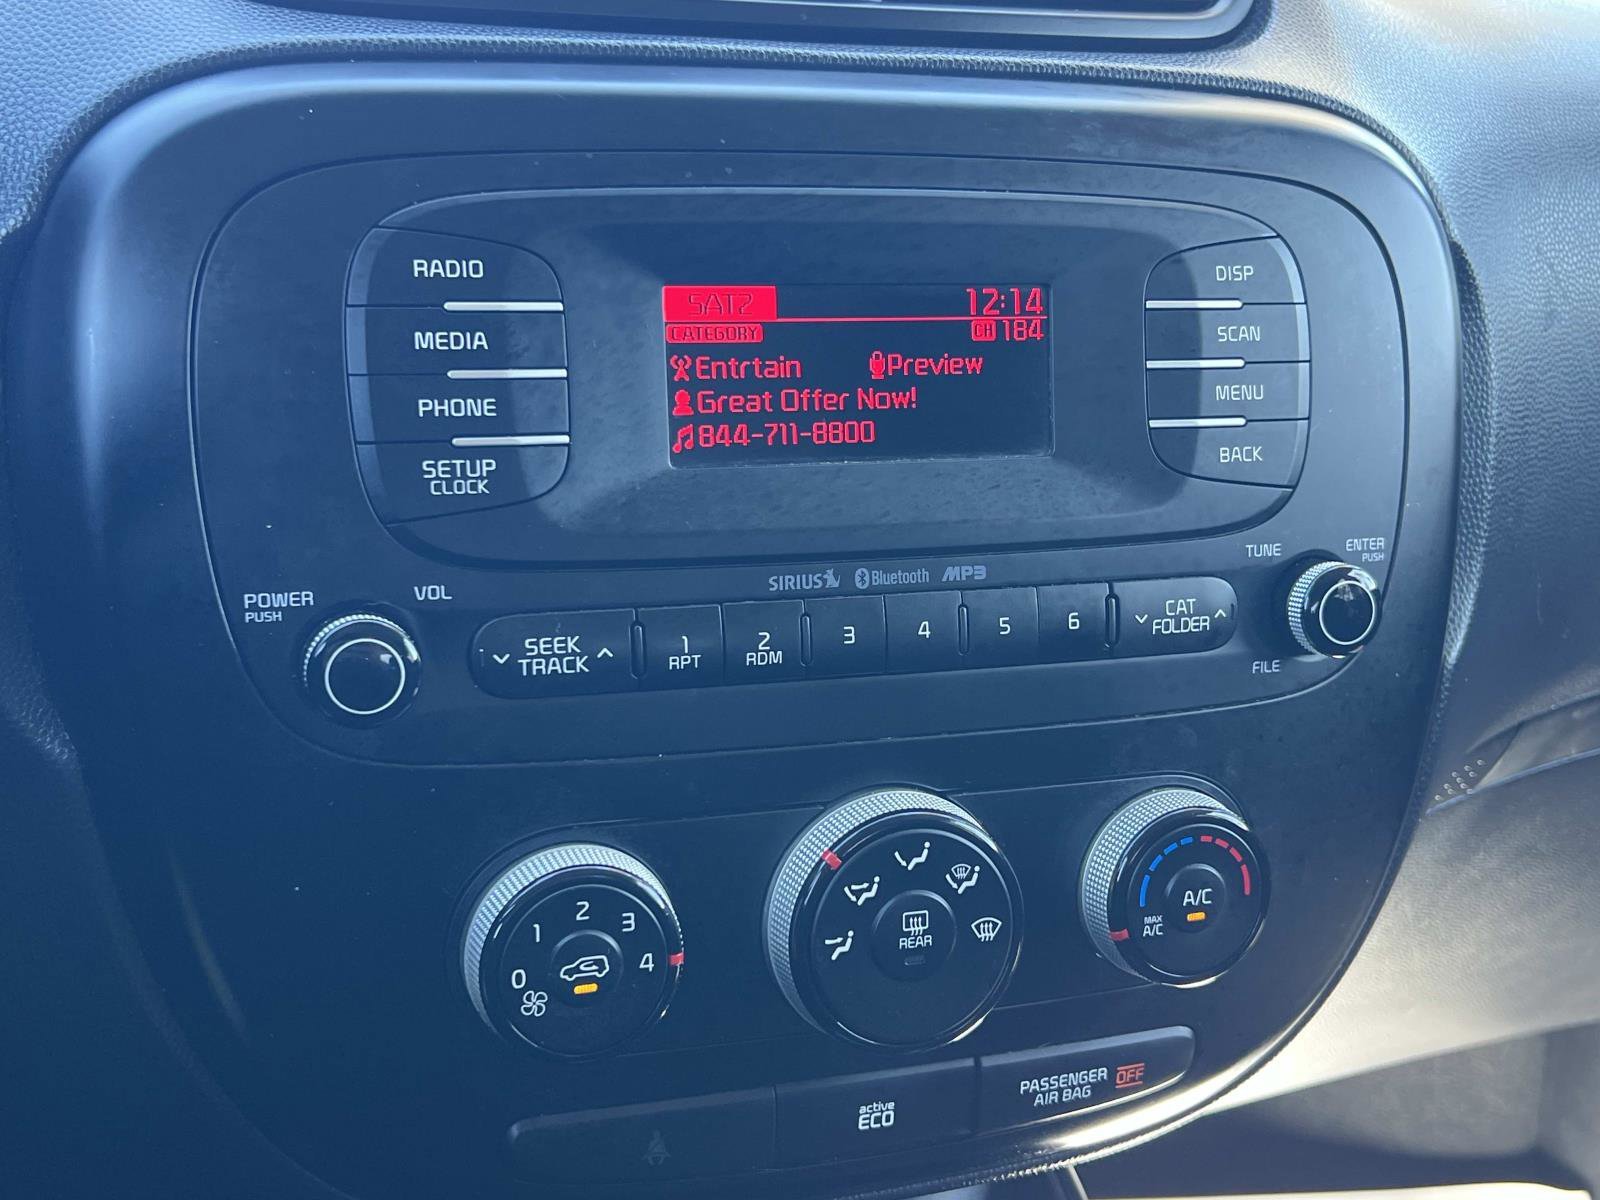 RADIO
MEDIA
PHONE
SETUP
CLOCK
SAT2
12:14
CATEGORY
CH 184
Entrtain
Preview
Great Offer Now!
844-711-8800
DISP
SCAN
MENU
BACK
POWER
PUSH
VOL
SIRIUS Bluetooth MP3
TUNE
ENTER
PUSH
FILE
SEEK
TRACK
1
RPT
2
RDM
3
4
5
6
CAT
FOLDER
0 1 2 3 4
REAR
A/C
MAX
A/C
active
ECO
PASSENGER
AIR BAG
OFF